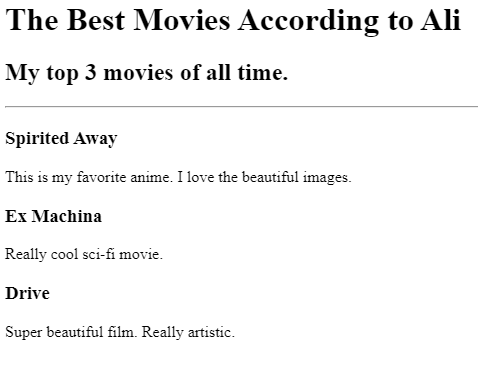 The Best Movies According to Ali
My top 3 movies of all time.
Spirited Away
This is my favorite anime. I love the beautiful images.
Ex Machina
Really cool sci-fi movie.
Drive
Super beautiful film. Really artistic.